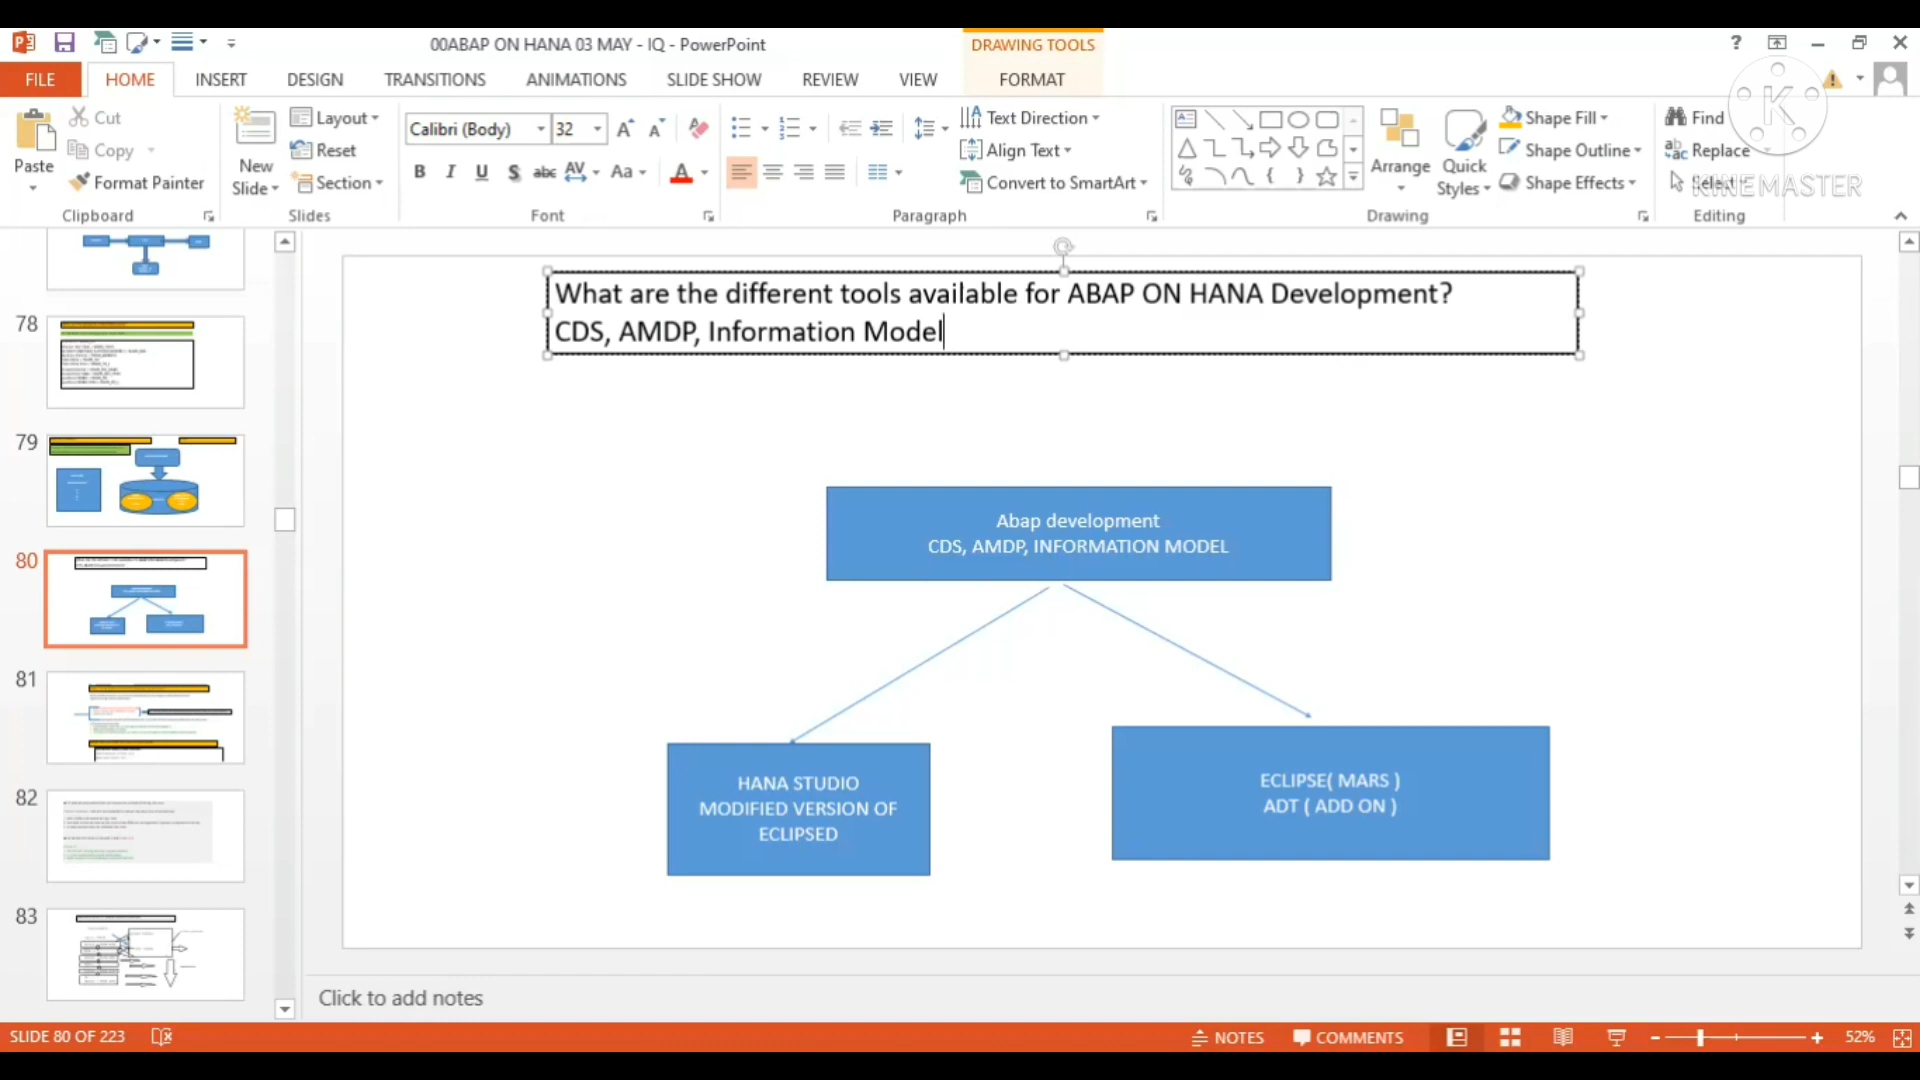 00ABAP ON HANA 03 MAY - IQ - PowerPoint
DRAWING TOOLS
?
FILE
HOME
INSERT
DESIGN
TRANSITIONS
ANIMATIONS
SLIDE SHOW
REVIEW
VIEW
FORMAT
Paste
Cut
Copy
Format Painter
Clipboard
New
Slide
Layout
Reset
Section
Slides
Calibri (Body)
32
B I U S abc AV Aa A
Font
Text Direction
Align Text
Convert to SmartArt
Paragraph
Arrange
Quick
Styles
Shape Fill
Shape Outline
Shape Effects
Drawing
Find
Replace
Select
Editing
K
KINEMASTER
78
79
80
81
82
83
What are the different tools available for ABAP ON HANA Development?
CDS, AMDP, Information Model
Abap development
CDS, AMDP, INFORMATION MODEL
HANA STUDIO
MODIFIED VERSION OF
ECLIPSED
ECLIPSE( MARS )
ADT ( ADD ON )
Click to add notes
SLIDE 80 OF 223
NOTES
COMMENTS
52%